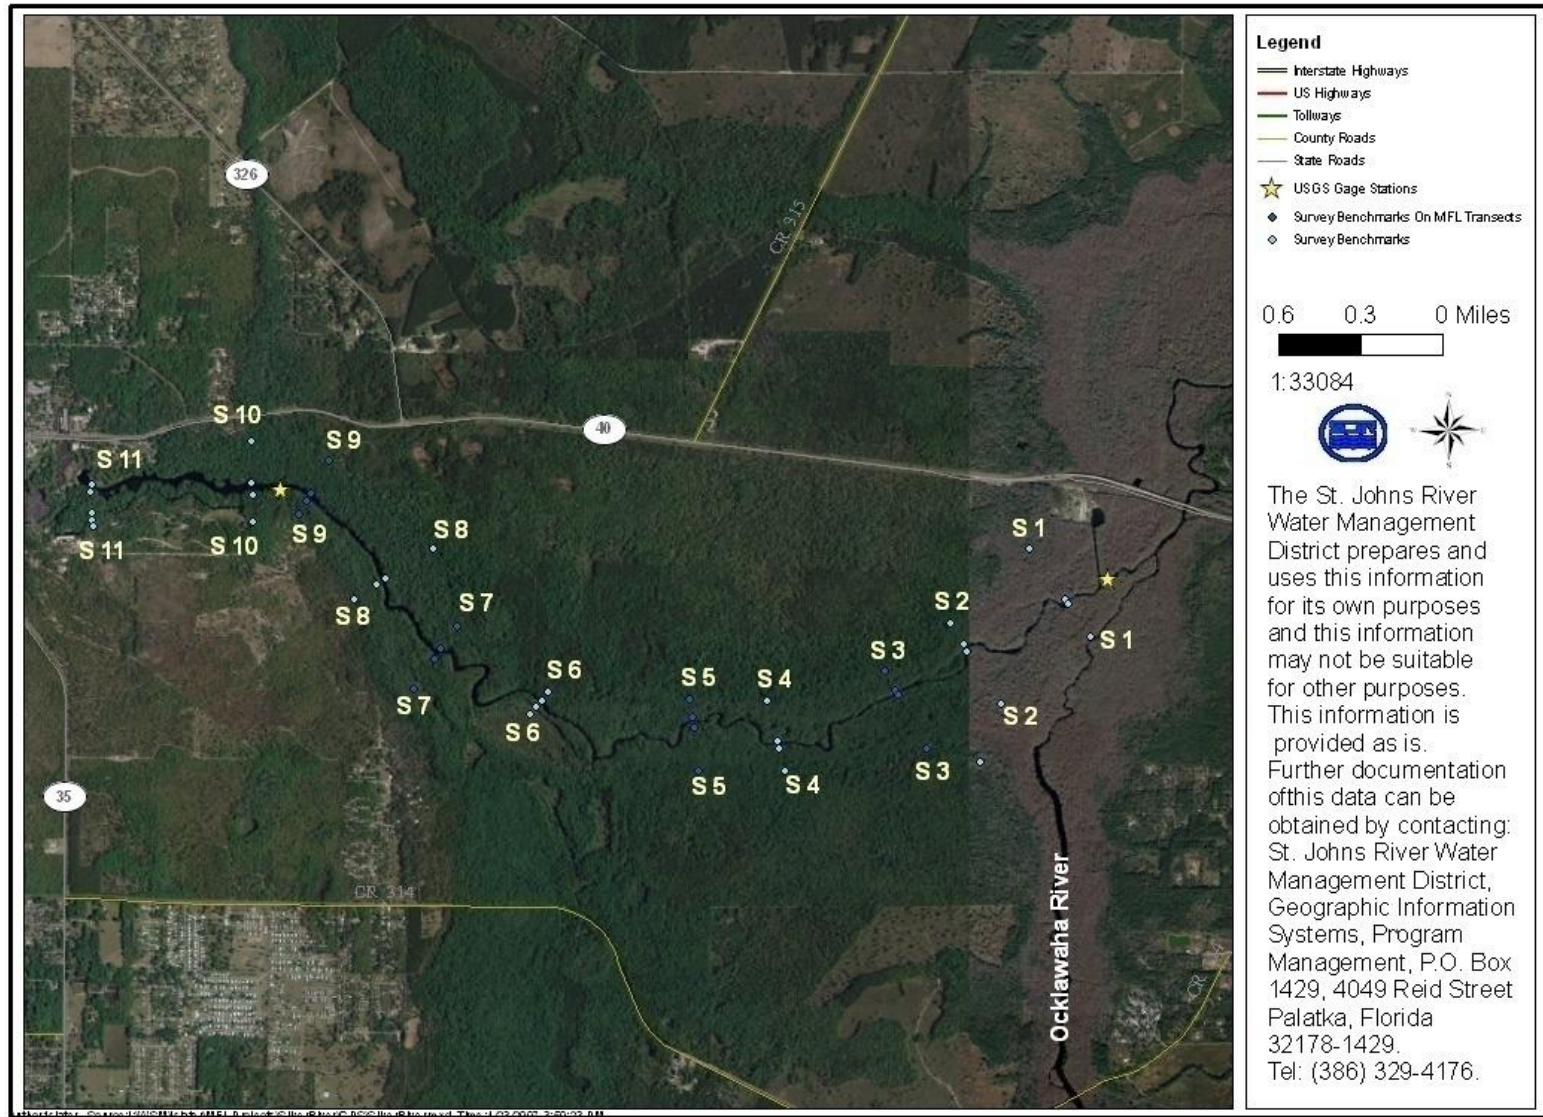 326
CR 315
40
S 10
S 9
S 11
S 11
S 10
S 9
S 8
S 8
S 7
S 7
S 6
S 6
S 5
S 5
S 4
S 4
S 3
S 3
S 2
S 2
S 1
S 1
35
CR 314
Ocklawaha River
CR
Legend
Interstate Highways
US Highways
Tollways
County Roads
State Roads
USGS Gage Stations
Survey Benchmarks On MFL Transects
Survey Benchmarks
0.6 0.3 0 Miles
1:33084
N
W E
S
The St. Johns River
Water Management
District prepares and
uses this information
for its own purposes
and this information
may not be suitable
for other purposes.
This information is
provided as is.
Further documentation
ofthis data can be
obtained by contacting:
St. Johns River Water
Management District,
Geographic Information
Systems, Program
Management, P.O. Box
1429, 4049 Reid Street
Palatka, Florida
32178-1429.
Tel: (386) 329-4176.